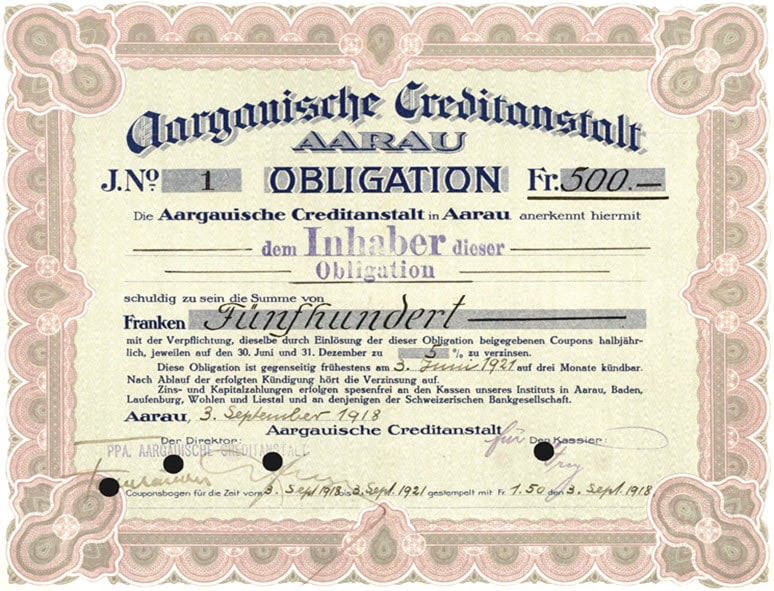 Aargauische Creditanstalt
AARAU
J. No. 1 OBLIGATION Fr. 500.—
Die Aargauische Creditanstalt in Aarau anerkennt hiermit
dem Inhaber dieser
Obligation
schuldig zu sein die Summe von
Franken Fünfhundert
mit der Verpflichtung, dieselbe durch Einlösung der dieser Obligation beigegebenen Coupons halbjähr-
lich, jeweilen auf den 30. Juni und 31. Dezember zu 5 % zu verzinsen.
Diese Obligation ist gegenseitig frühestens am 3. Juni 1921 auf drei Monate kündbar.
Nach Ablauf der erfolgten Kündigung hört die Verzinsung auf.
Zins- und Kapitalzahlungen erfolgen spesenfrei an den Kassen unseres Instituts in Aarau, Baden,
Laufenburg, Wohlen und Liestal und an denjenigen der Schweizerischen Bankgesellschaft.
Aarau, 3. September 1918
Aargauische Creditanstalt
Der Direktor: für Den Kassier:
PPA. AARGAUISCHE CREDITANSTALT
Couponsbogen für die Zeit vom 3. Sept 1918 bis 3. Sept. 1921 gestempelt mit Fr. 1.50 den 3. Sept. 1918